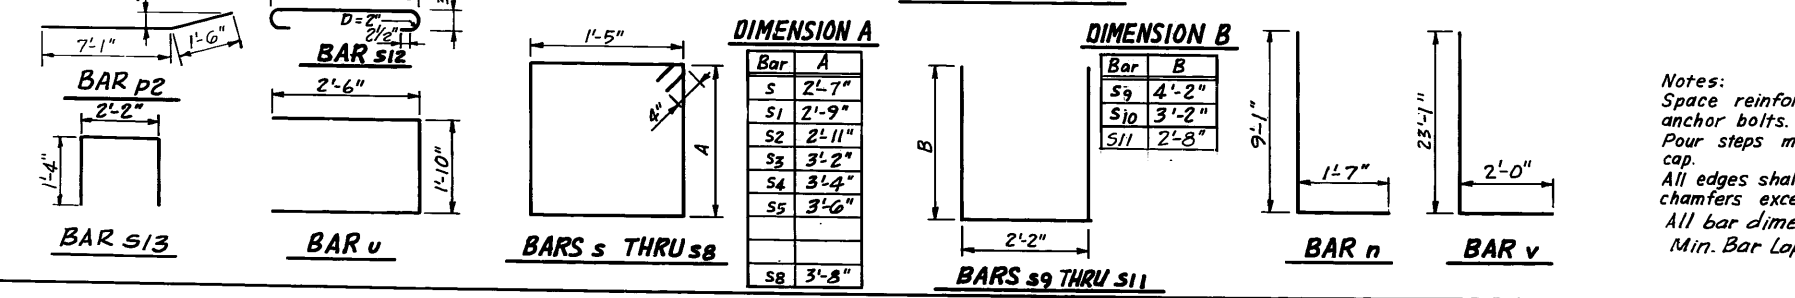 7'-1"
1'-6"
BAR p2
D=2"
2½"
BAR s12
2'-2"
1'-4"
BAR s13
2'-6"
1'-10"
BAR u
1'-5"
4"
A
BARS s THRU s8
DIMENSION A
Bar A
s 2'-7"
s1 2'-9"
s2 2'-11"
s3 3'-2"
s4 3'-4"
s5 3'-6"
s8 3'-8"
B
2'-2"
BARS s9 THRU s11
DIMENSION B
Bar B
s9 4'-2"
s10 3'-2"
s11 2'-8"
9'-1"
1'-7"
BAR n
23'-1"
2'-0"
BAR v
Notes:
Space reinfor
anchor bolts.
Pour steps m
cap.
All edges shal
chamfers exce
All bar dime
Min. Bar Lap